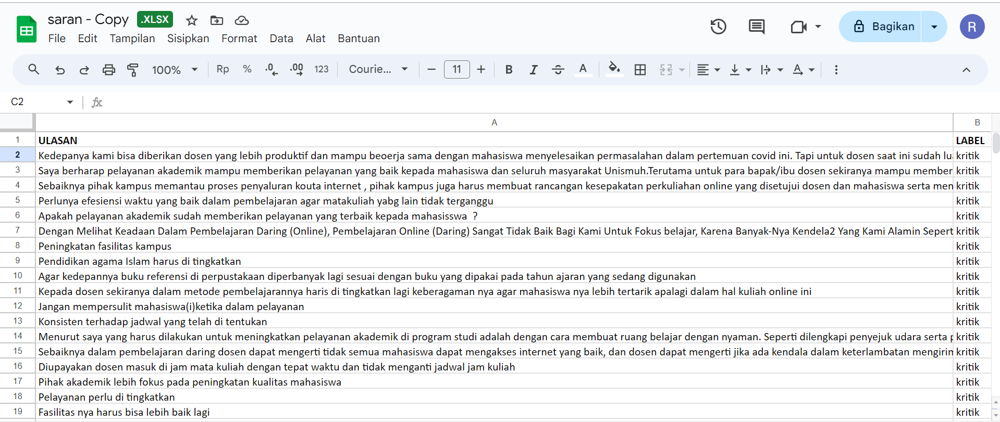 saran - Copy .XLSX
File Edit Tampilan Sisipkan Format Data Alat Bantuan
Bagikan
R
100% Rp % .0 .00 123 Courie... 11 B I S A A
C2 fx
A B
1 ULASAN LABEL
2 Kedepanya kami bisa diberikan dosen yang lebih produktif dan mampu beoerja sama dengan mahasiswa menyelesaikan permasalahan dalam pertemuan covid ini. Tapi untuk dosen saat ini sudah kritik
3 Saya berharap pelayanan akademik mampu memberikan pelayanan yang baik kepada mahasiswa dan seluruh masyarakat Unismuh.Terutama untuk para bapak/ibu dosen sekiranya mampu member kritik
4 Sebaiknya pihak kampus memantau proses penyaluran kouta internet , pihak kampus juga harus membuat rancangan kesepakatan perkuliahan online yang disetujui dosen dan mahasiswa serta men kritik
5 Perlunya efesiensi waktu yang baik dalam pembelajaran agar matakuliah yabg lain tidak terganggu kritik
6 Apakah pelayanan akademik sudah memberikan pelayanan yang terbaik kepada mahasisswa ? kritik
7 Dengan Melihat Keadaan Dalam Pembelajaran Daring (Online), Pembelajaran Online (Daring) Sangat Tidak Baik Bagi Kami Untuk Fokus belajar, Karena Banyak-Nya Kendela2 Yang Kami Alamin Sepert kritik
8 Peningkatan fasilitas kampus kritik
9 Pendidikan agama Islam harus di tingkatkan kritik
10 Agar kedepannya buku referensi di perpustakaan diperbanyak lagi sesuai dengan buku yang dipakai pada tahun ajaran yang sedang digunakan kritik
11 Kepada dosen sekiranya dalam metode pembelajarannya haris di tingkatkan lagi keberagaman nya agar mahasiswa nya lebih tertarik apalagi dalam hal kuliah online ini kritik
12 Jangan mempersulit mahasiswa(i)ketika dalam pelayanan kritik
13 Konsisten terhadap jadwal yang telah di tentukan kritik
14 Menurut saya yang harus dilakukan untuk meningkatkan pelayanan akademik di program studi adalah dengan cara membuat ruang belajar dengan nyaman. Seperti dilengkapi penyejuk udara serta kritik
15 Sebaiknya dalam pembelajaran daring dosen dapat mengerti tidak semua mahasiswa dapat mengakses internet yang baik, dan dosen dapat mengerti jika ada kendala dalam keterlambatan mengirin kritik
16 Diupayakan dosen masuk di jam mata kuliah dengan tepat waktu dan tidak menganti jadwal jam kuliah kritik
17 Pihak akademik lebih fokus pada peningkatan kualitas mahasiswa kritik
18 Pelayanan perlu di tingkatkan kritik
19 Fasilitas nya harus bisa lebih baik lagi kritik